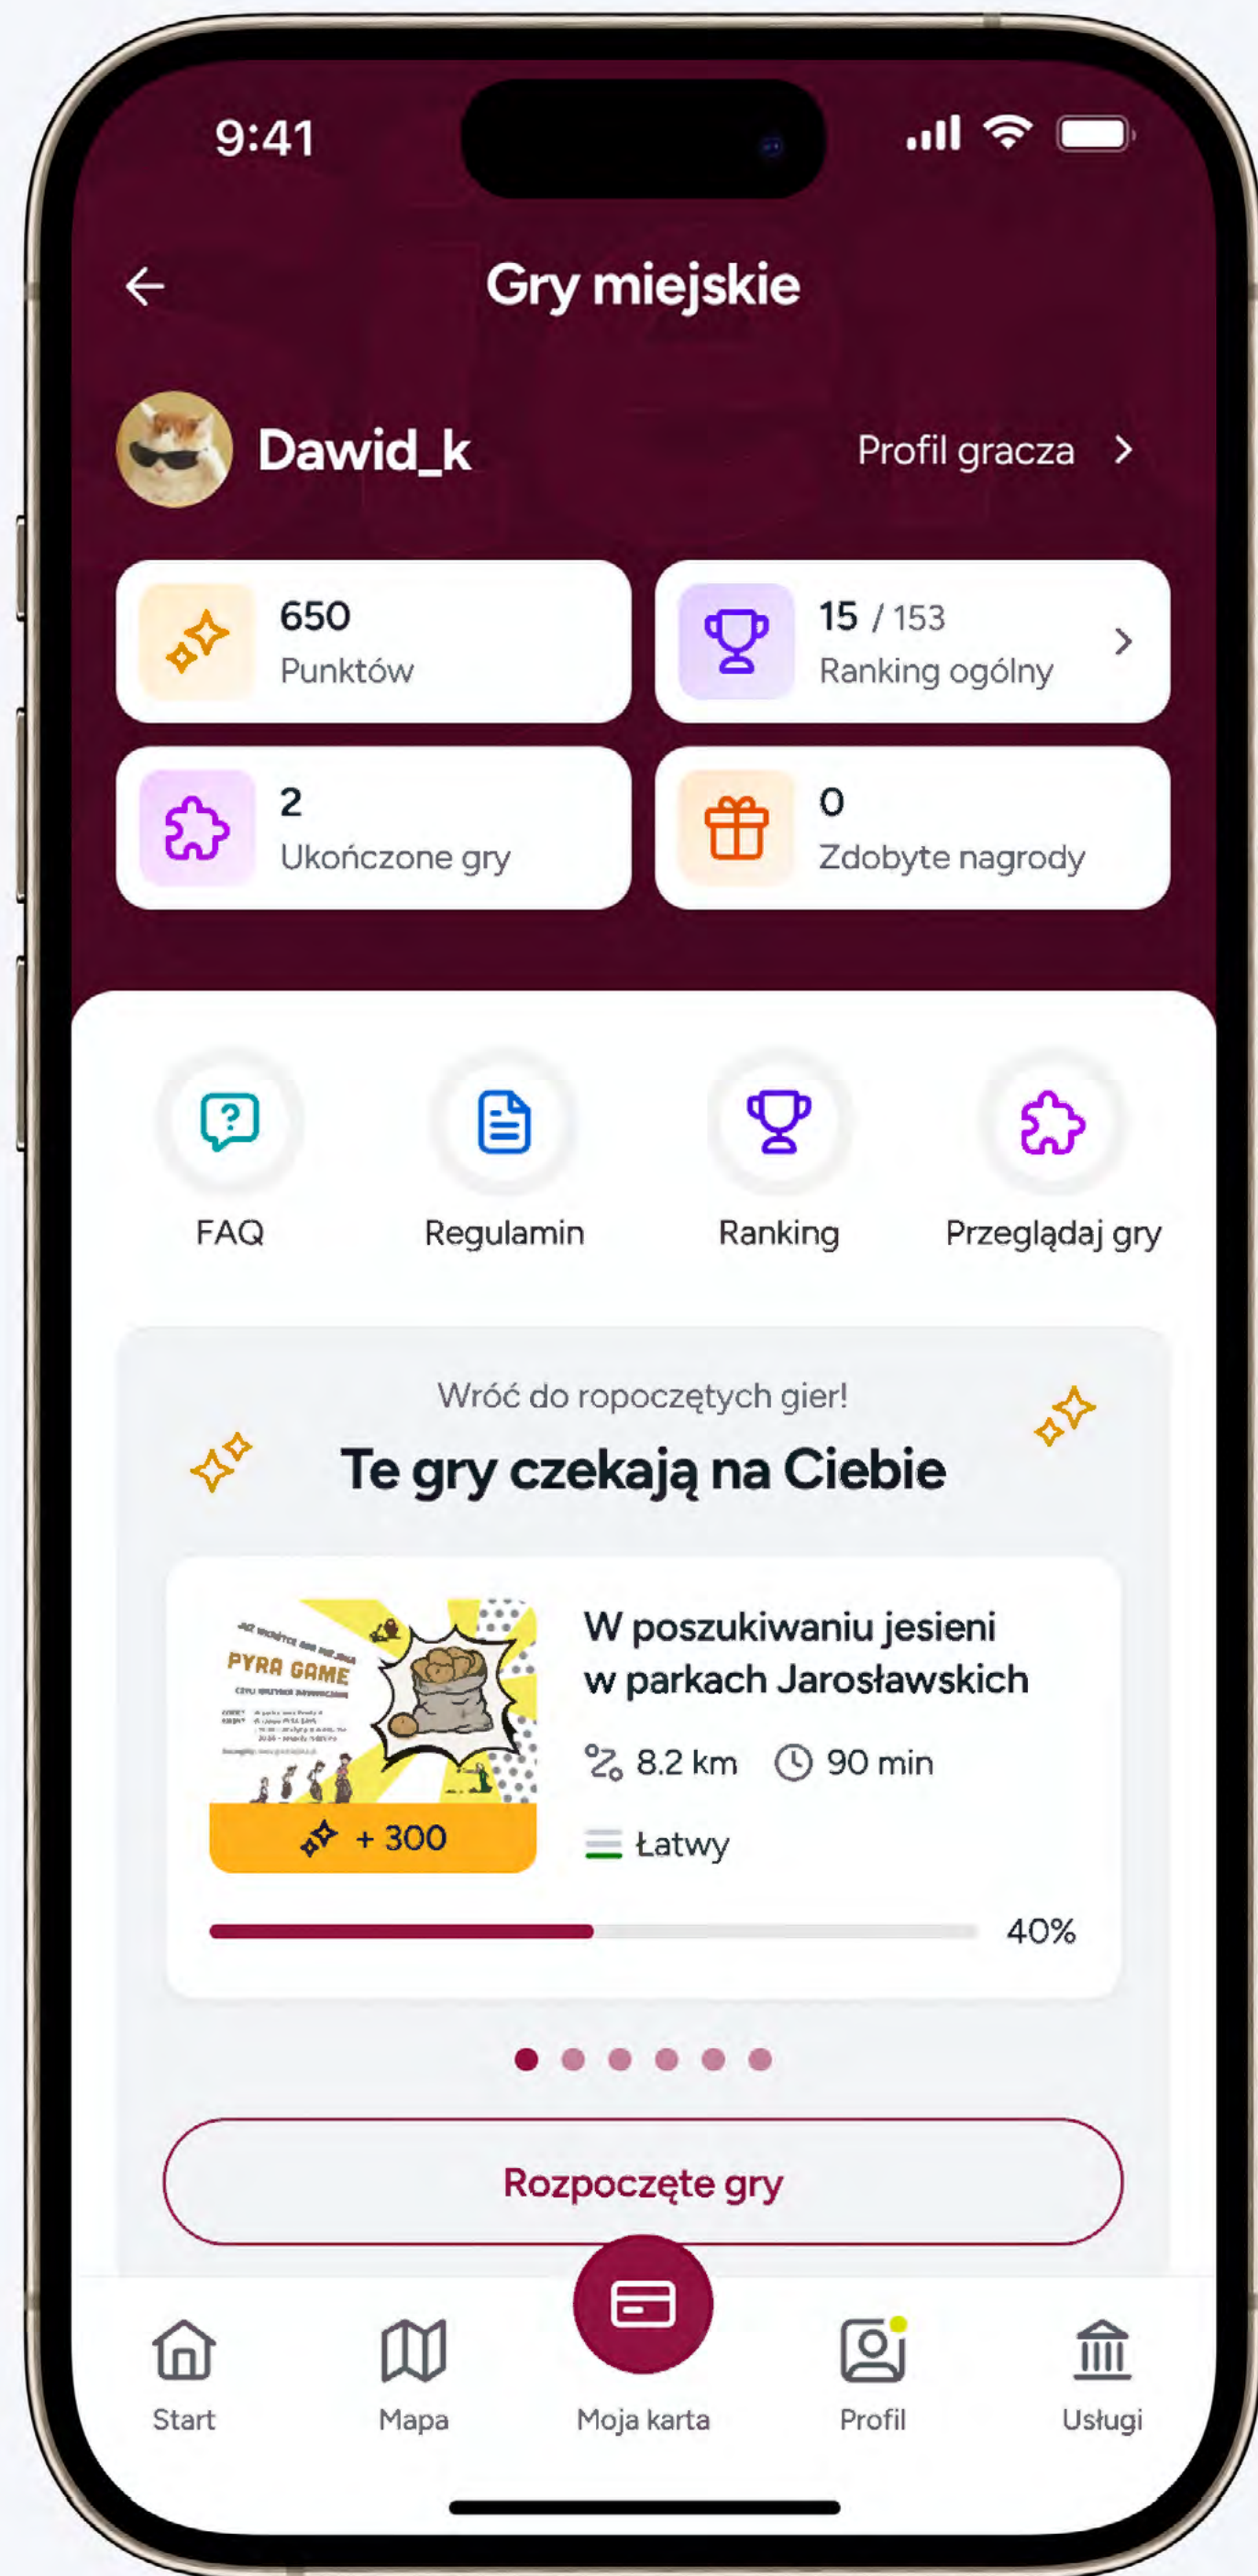 9:41
Gry miejskie
Dawid_k
Profil gracza
650
Punktów
15 / 153
Ranking ogólny
2
Ukończone gry
0
Zdobyte nagrody
FAQ
Regulamin
Ranking
Przeglądaj gry
Wróć do ropoczętych gier!
Te gry czekają na Ciebie
PYRA GAME
+ 300
W poszukiwaniu jesieni
w parkach Jarosławskich
8.2 km
90 min
Łatwy
40%
Rozpoczęte gry
Start
Mapa
Moja karta
Profil
Usługi